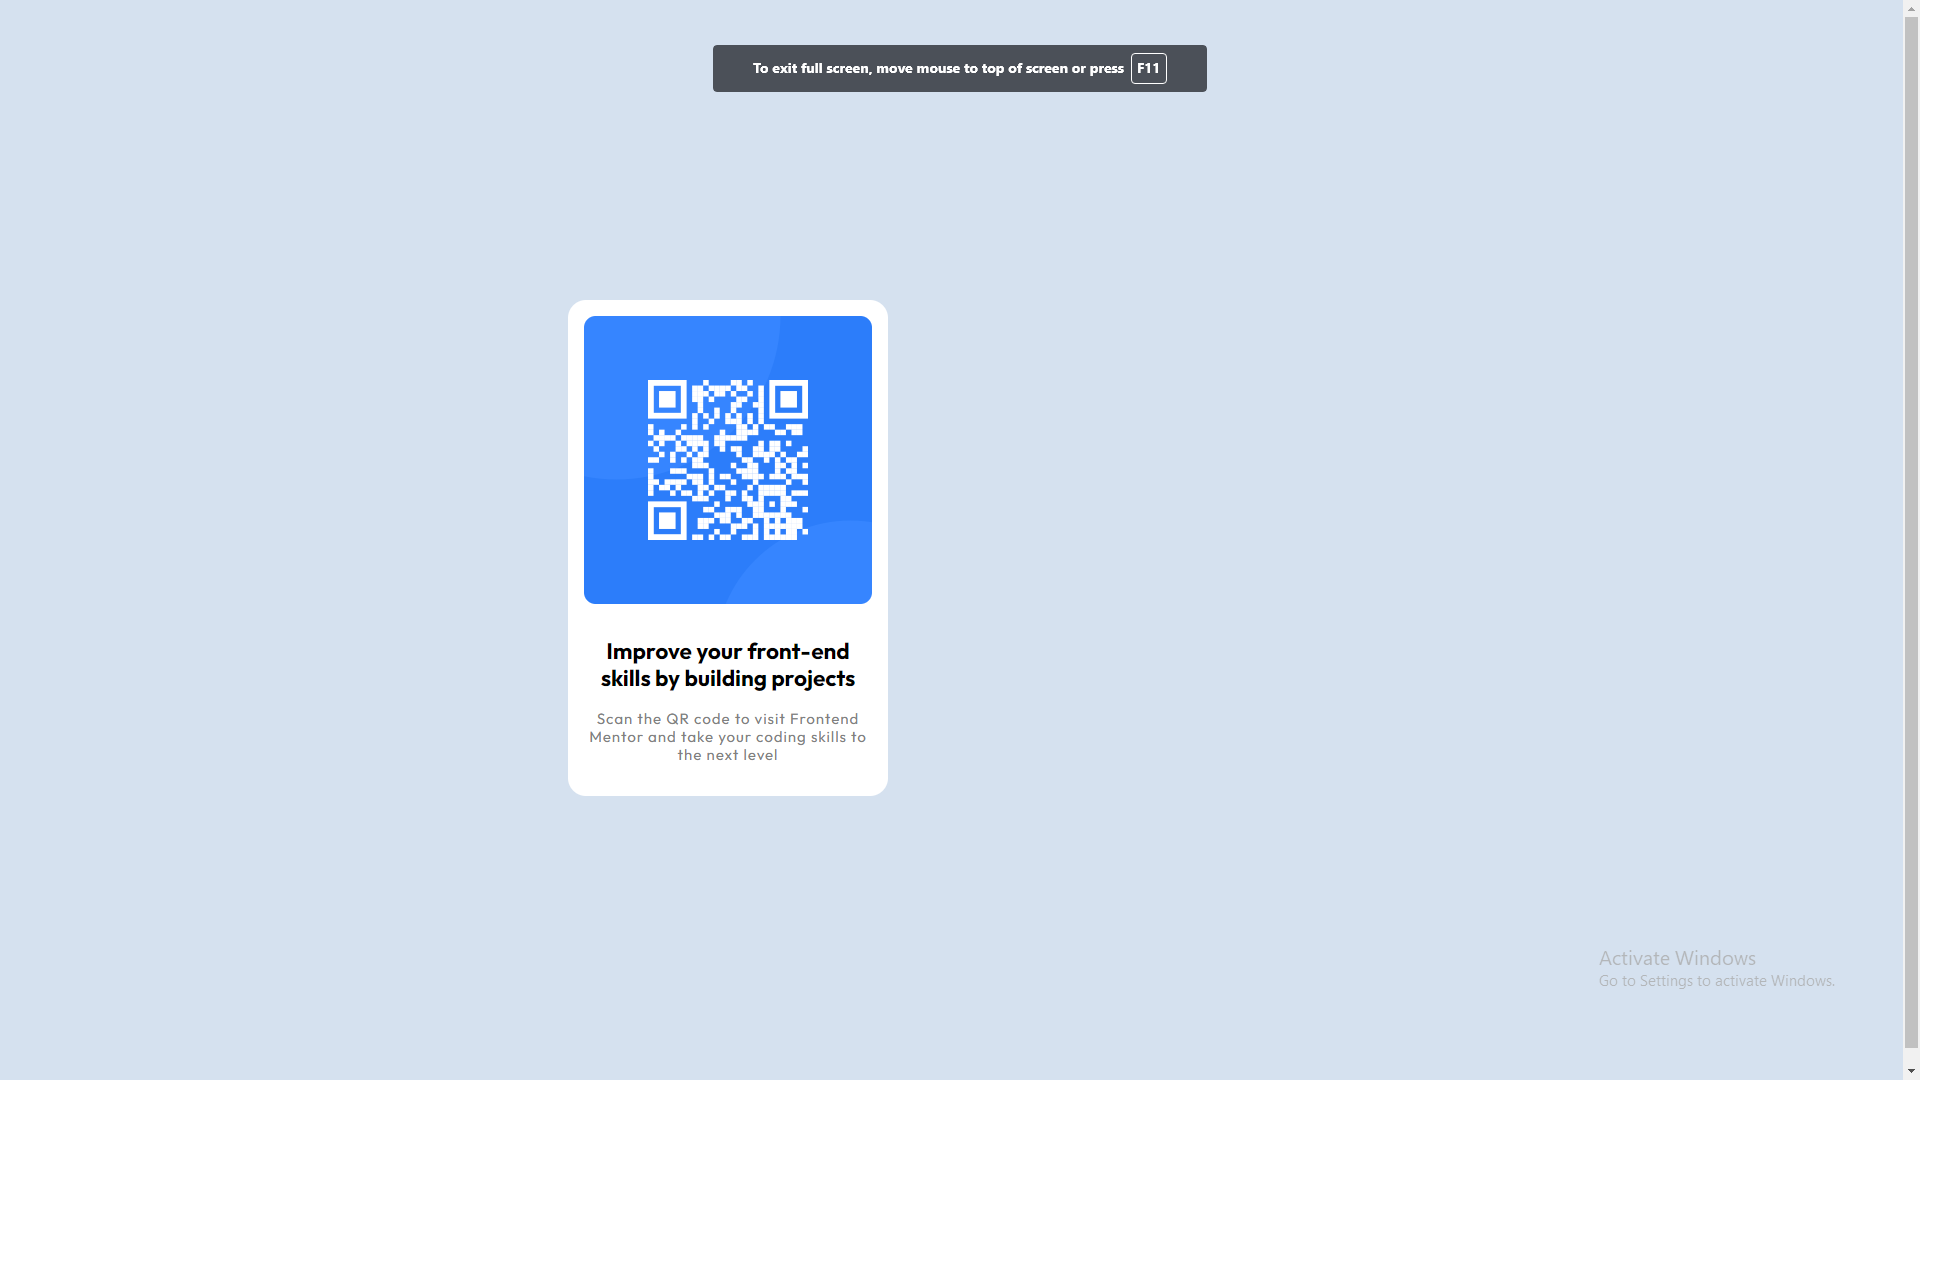 To exit full screen, move mouse to top of screen or press F11
Improve your front-end
skills by building projects
Scan the QR code to visit Frontend
Mentor and take your coding skills to
the next level
Activate Windows
Go to Settings to activate Windows.